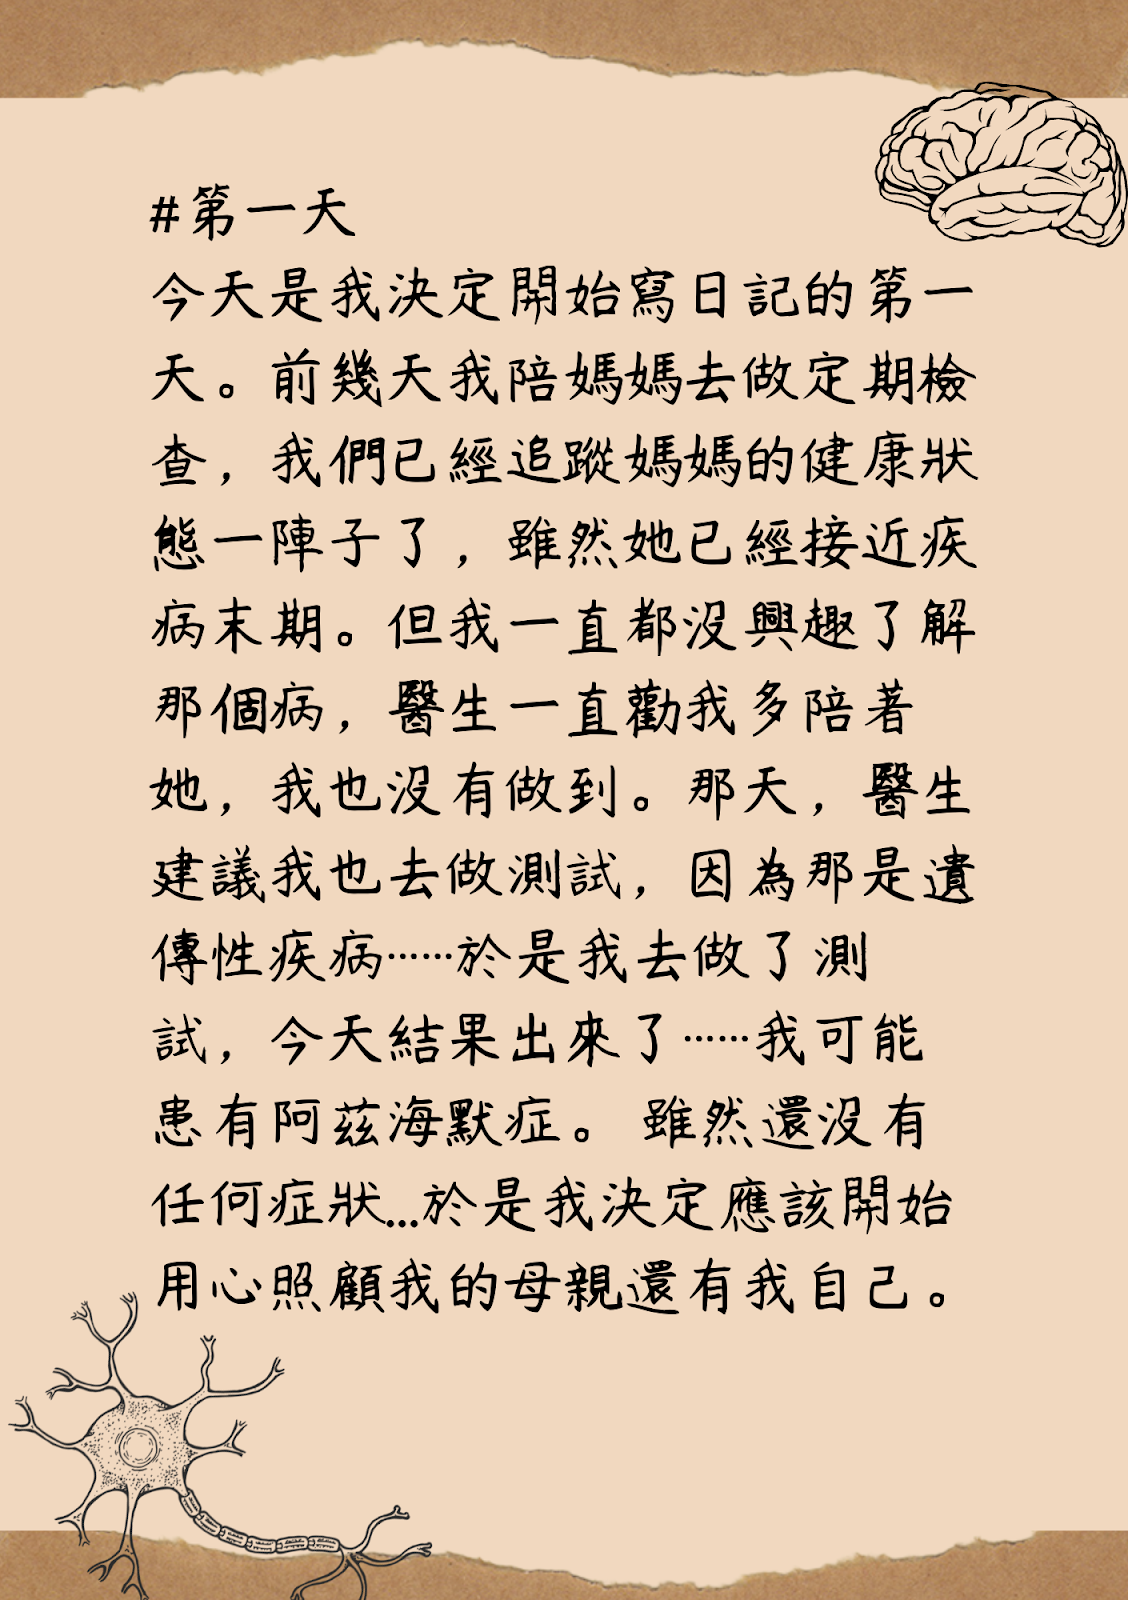 #第一天
今天是我決定開始寫日記的第一
天。前幾天我陪媽媽去做定期檢
查，我們已經追蹤媽媽的健康狀
態一陣子了，雖然她已經接近疾
病末期。但我一直都沒興趣了解
那個病，醫生一直勸我多陪著
她，我也沒有做到。那天，醫生
建議我也去做測試，因為那是遺
傳性疾病⋯⋯於是我去做了測
試，今天結果出來了⋯⋯我可能
患有阿茲海默症。 雖然還沒有
任何症狀...於是我決定應該開始
用心照顧我的母親還有我自己。